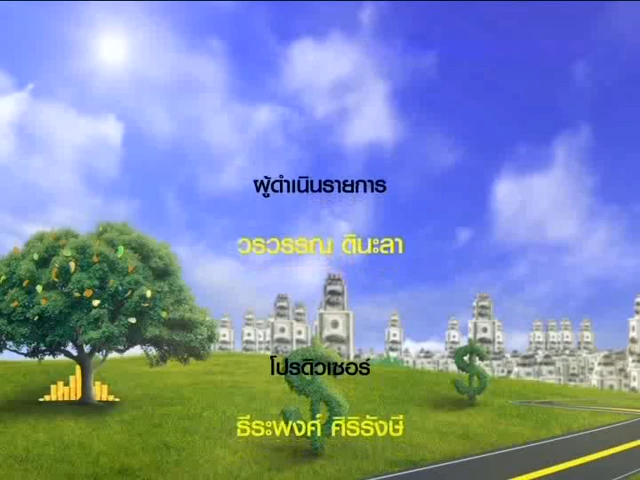 ผู้ดำเนินรายการ
วรวรรณ ตินะลา
โปรดิวเซอร์
ธีระพงศ์ ศิริรังษี